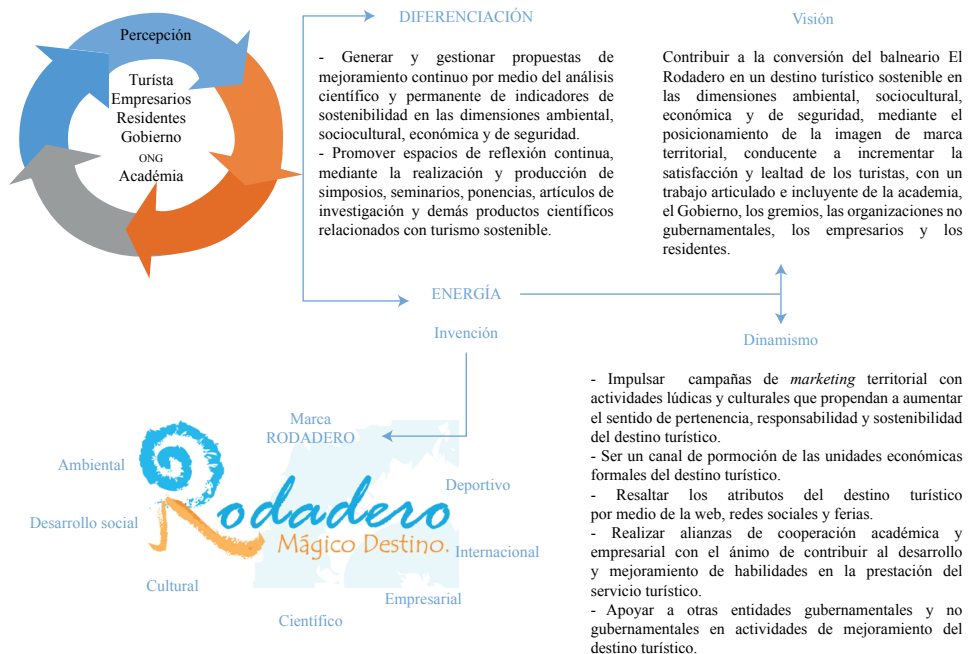 Percepción
Turísta
Empresarios
Residentes
Gobierno
ONG
Académia
DIFERENCIACIÓN
- Generar y gestionar propuestas de
mejoramiento continuo por medio del análisis
científico y permanente de indicadores de
sostenibilidad en las dimensiones ambiental,
sociocultural, económica y de seguridad.
- Promover espacios de reflexión continua,
mediante la realización y producción de
simposios, seminarios, ponencias, artículos de
investigación y demás productos científicos
relacionados con turismo sostenible.
Visión
Contribuir a la conversión del balneario El
Rodadero en un destino turístico sostenible en
las dimensiones ambiental, sociocultural,
económica y de seguridad, mediante el
posicionamiento de la imagen de marca
territorial, conducente a incrementar la
satisfacción y lealtad de los turistas, con un
trabajo articulado e incluyente de la academia,
el Gobierno, los gremios, las organizaciones no
gubernamentales, los empresarios y los
residentes.
ENERGÍA
Invención
Dinamismo
- Impulsar campañas de marketing territorial con
actividades lúdicas y culturales que propendan a aumentar
el sentido de pertenencia, responsabilidad y sostenibilidad
del destino turístico.
- Ser un canal de pormoción de las unidades económicas
formales del destino turístico.
- Resaltar los atributos del destino turístico
por medio de la web, redes sociales y ferias.
- Realizar alianzas de cooperación académica y
empresarial con el ánimo de contribuir al desarrollo
y mejoramiento de habilidades en la prestación del
servicio turístico.
- Apoyar a otras entidades gubernamentales y no
gubernamentales en actividades de mejoramiento del
destino turístico.
Marca
RODADERO
Ambiental
Deportivo
Desarrollo social
Rodadero
Mágico Destino.
Internacional
Cultural
Empresarial
Científico